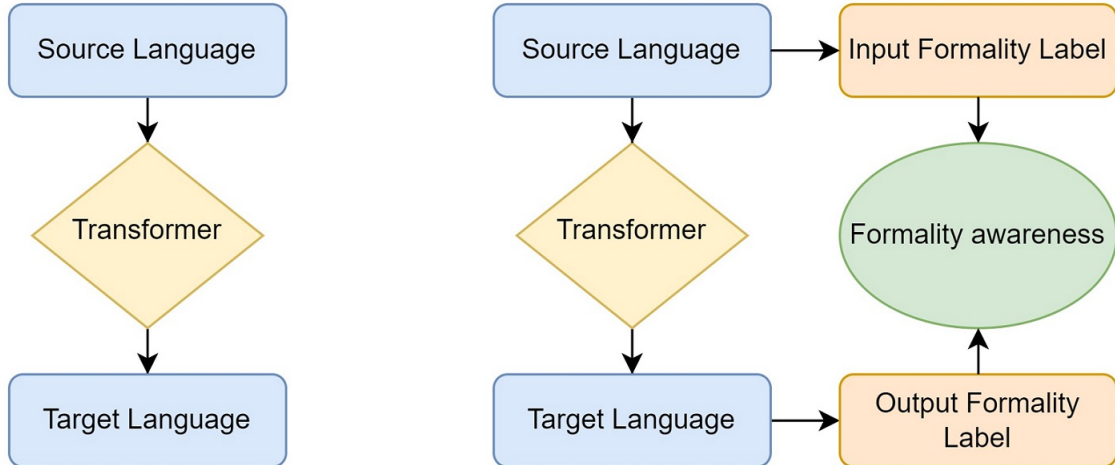 Source Language
Transformer
Target Language
Source Language
Input Formality Label
Transformer
Formality awareness
Target Language
Output Formality
Label